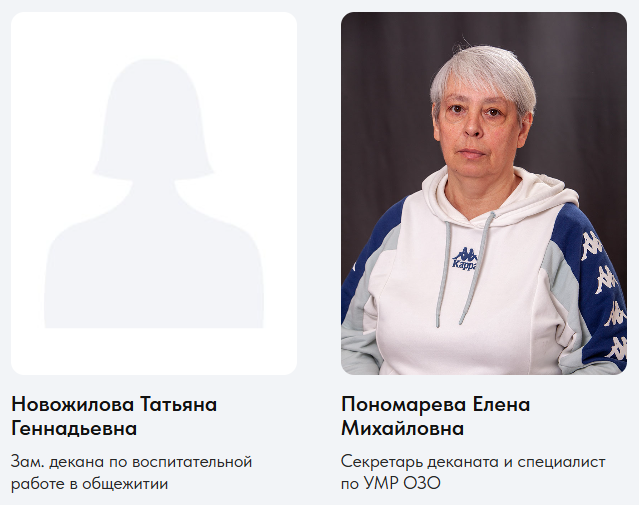 Kappa
Новожилова Татьяна
Геннадьевна
Зам. декана по воспитательной
работе в общежитии
Пономарева Елена
Михайловна
Секретарь деканата и специалист
по УМР ОЗО